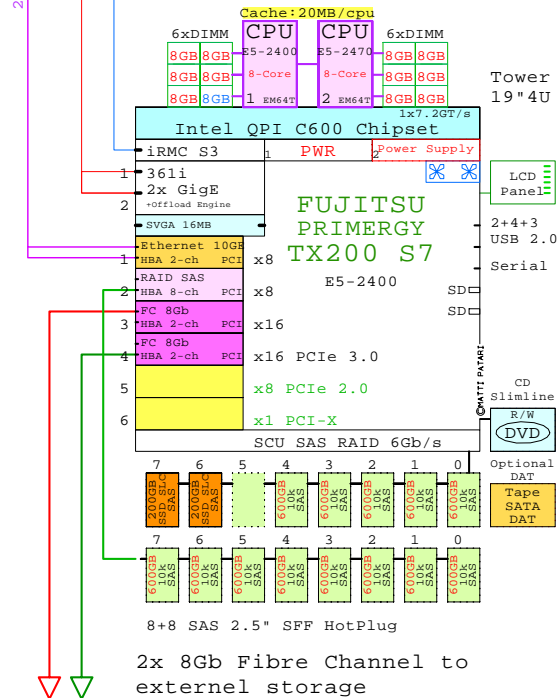 2
Cache:20MB/cpu
6xDIMM
CPU
CPU
6xDIMM
8GB 8GB
E5-2400
E5-2470
8GB 8GB
8GB 8GB
8-Core
8-Core
8GB 8GB
8GB 8GB
1 EM64T
2 EM64T
8GB 8GB
Tower
19"4U
1x7.2GT/s
Intel QPI C600 Chipset
iRMC S3
1
PWR
2
Power Supply
1
361i
2x GigE
2
+Offload Engine
LCD
Panel
SVGA 16MB
FUJITSU
PRIMERGY
TX200 S7
E5-2400
2+4+3
USB 2.0
Serial
SD
SD
Ethernet 10GB
1
HBA 2-ch PCI
x8
RAID SAS
2
HBA 8-ch PCI
x8
FC 8Gb
3
HBA 2-ch PCI
x16
FC 8Gb
4
HBA 2-ch PCI
x16 PCIe 3.0
5
x8 PCIe 2.0
6
x1 PCI-X
©MATTI PATARI
CD
Slimline
R/W
DVD
SCU SAS RAID 6Gb/s
Optional
DAT
Tape
SATA
DAT
7 6 5 4 3 2 1 0
200GB
SSD SLC
SAS
200GB
SSD SLC
SAS
600GB
10k
SAS
600GB
10k
SAS
600GB
10k
SAS
600GB
10k
SAS
600GB
10k
SAS
7 6 5 4 3 2 1 0
600GB
10k
SAS
600GB
10k
SAS
600GB
10k
SAS
600GB
10k
SAS
600GB
10k
SAS
600GB
10k
SAS
600GB
10k
SAS
600GB
10k
SAS
8+8 SAS 2.5" SFF HotPlug
2x 8Gb Fibre Channel to
externel storage